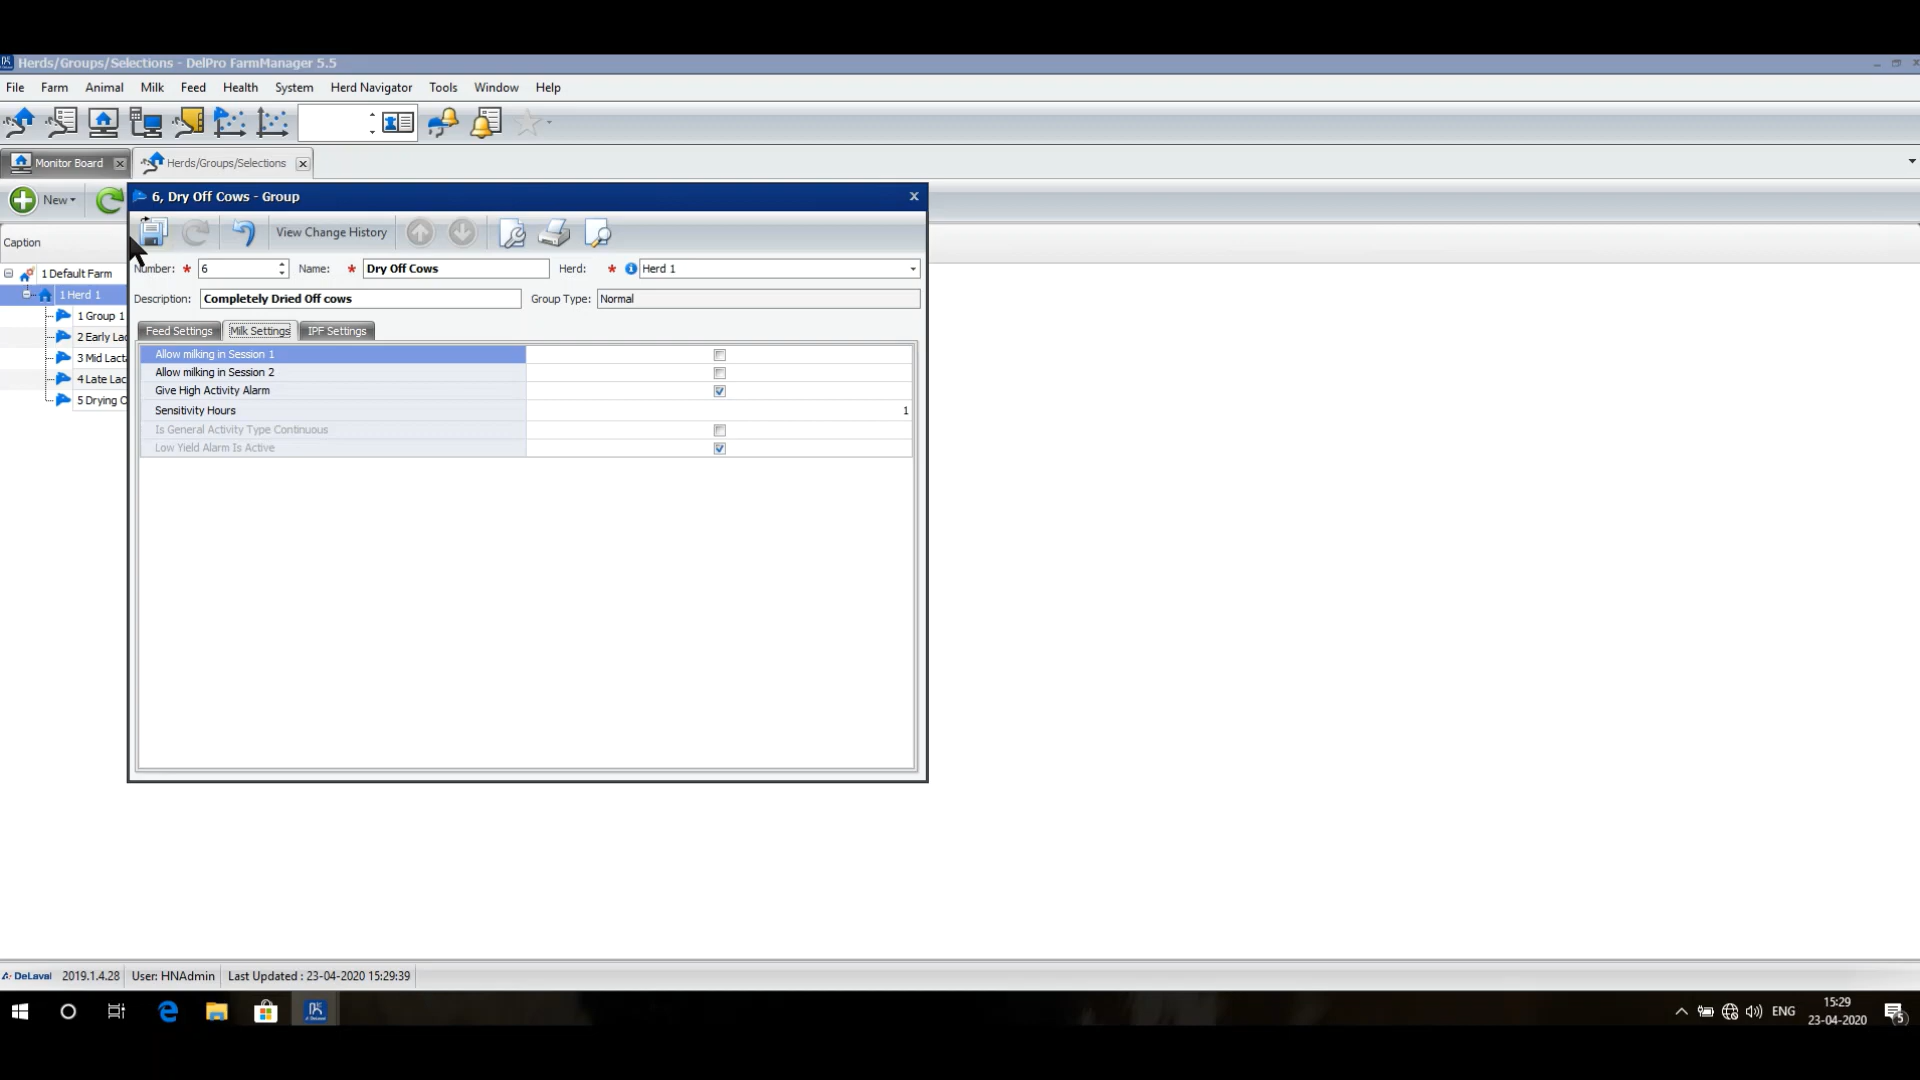 Herds/Groups/Selections - DelPro FarmManager 5.5
File Farm Animal Milk Feed Health System Herd Navigator Tools Window Help
Monitor Board Herds/Groups/Selections
New
6, Dry Off Cows - Group
View Change History
Caption
Number: * 6 Name: * Dry Off Cows Herd: * Herd 1
1 Default Farm
1 Herd 1
Description: Completely Dried Off cows Group Type: Normal
1 Group 1
2 Early Lac
3 Mid Lact
4 Late Lac
5 Drying O
Feed Settings Milk Settings IPF Settings
Allow milking in Session 1
Allow milking in Session 2
Give High Activity Alarm
Sensitivity Hours 1
Is General Activity Type Continuous
Low Yield Alarm Is Active
DeLaval 2019.1.4.28 User: HNAdmin Last Updated : 23-04-2020 15:29:39
ENG
15:29
23-04-2020
5